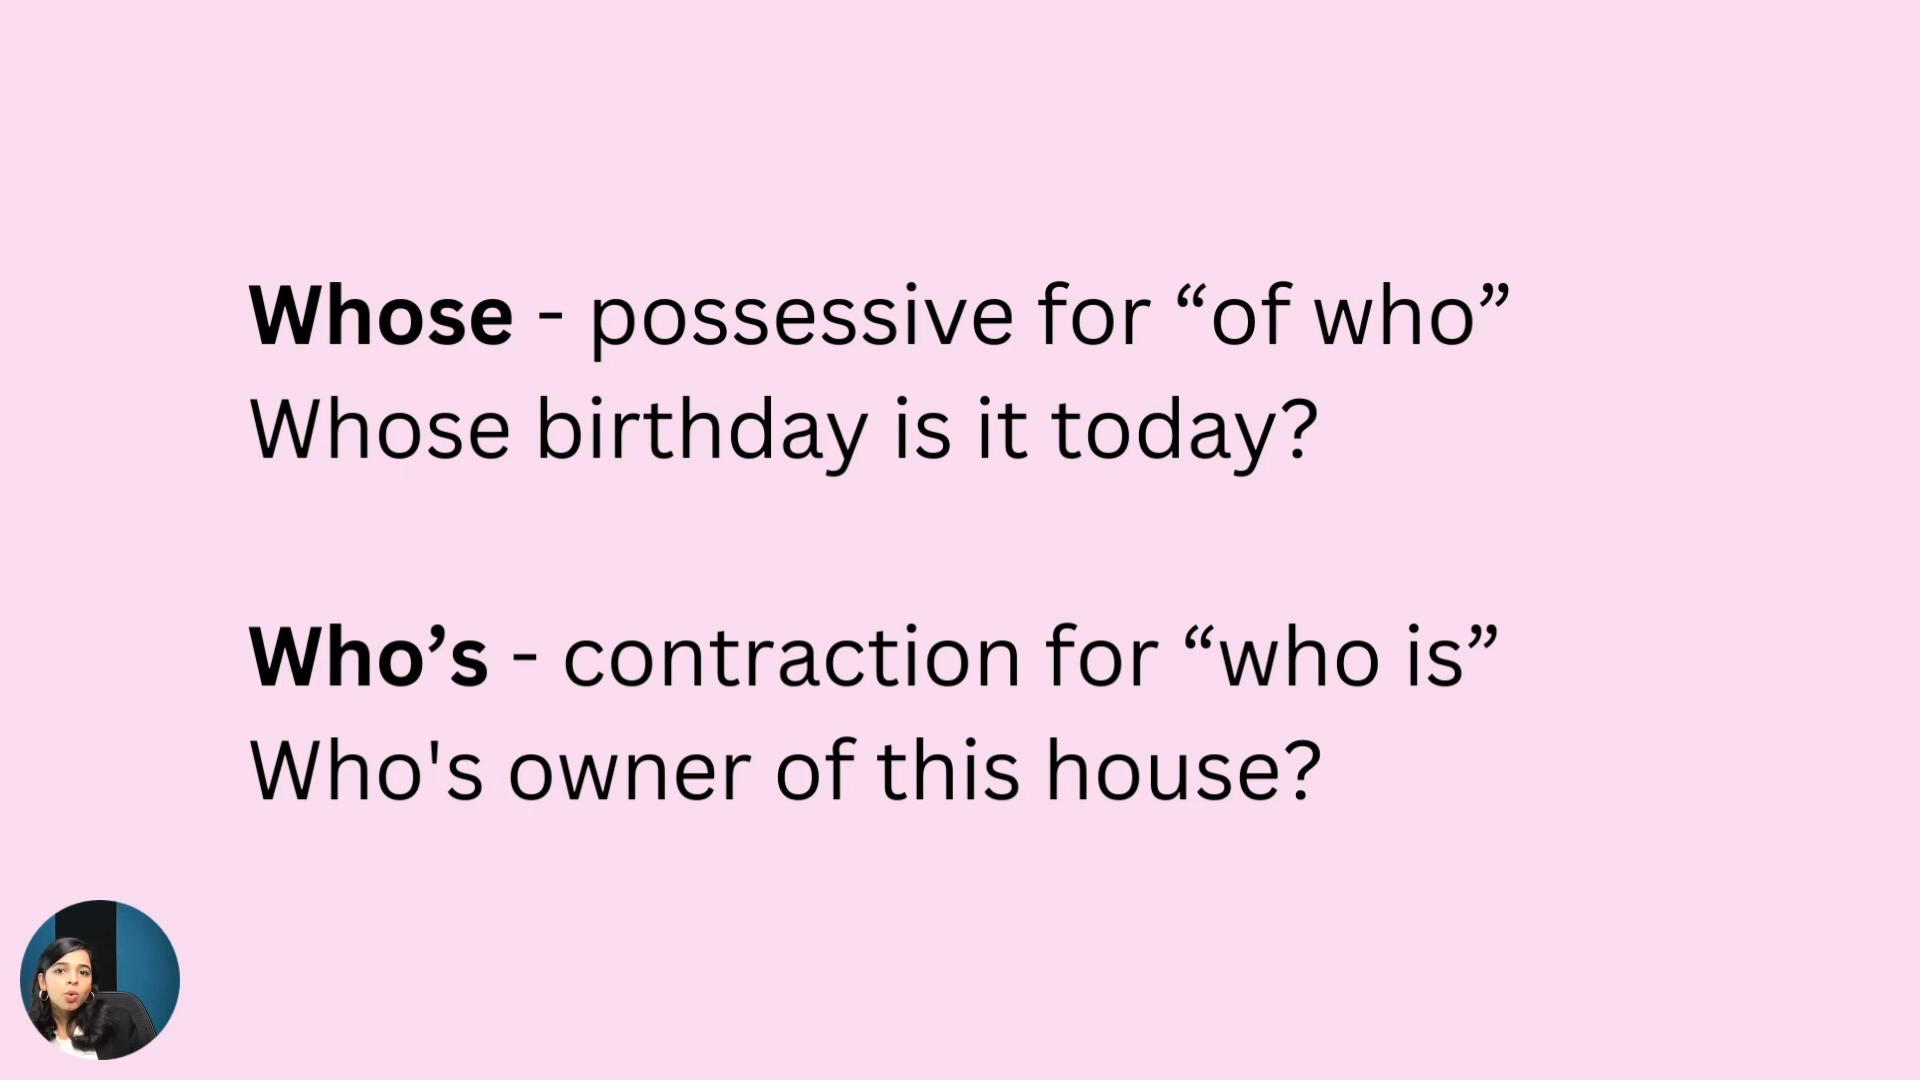 Whose - possessive for “of who”
Whose birthday is it today?
Who’s - contraction for “who is”
Who's owner of this house?